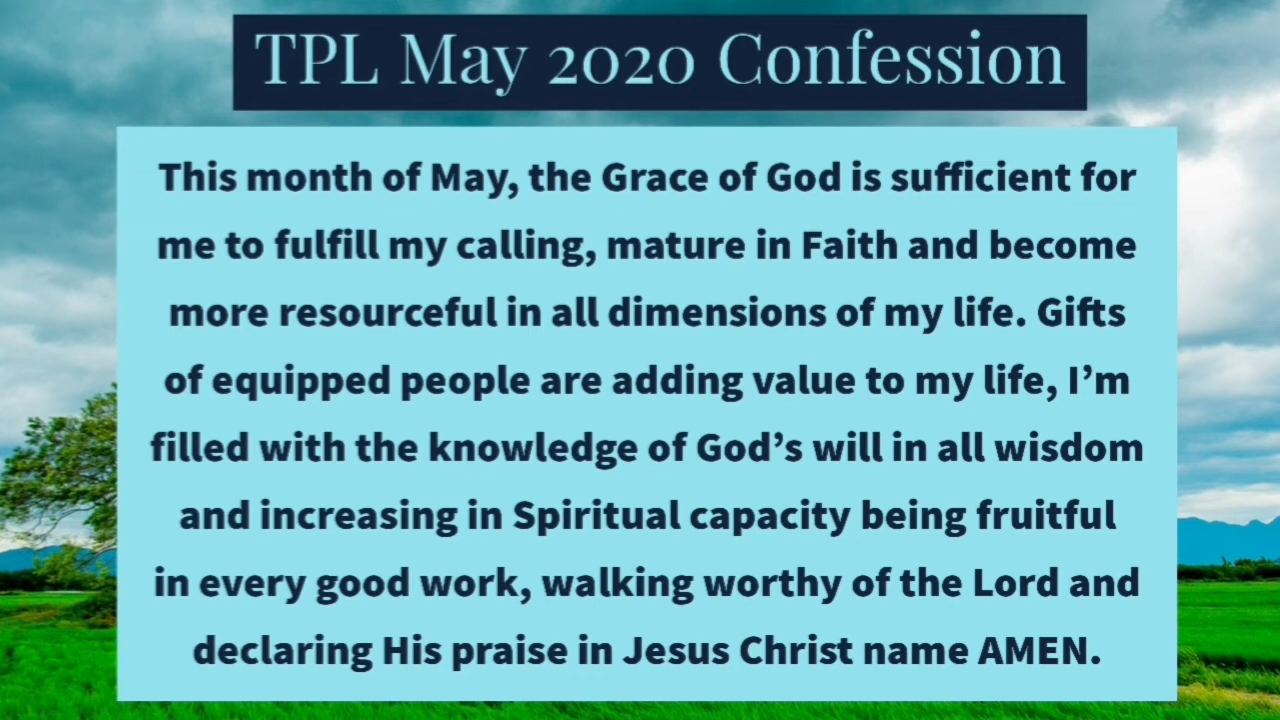 TPL May 2020 Confession
This month of May, the Grace of God is sufficient for
me to fulfill my calling, mature in Faith and become
more resourceful in all dimensions of my life. Gifts
of equipped people are adding value to my life, I’m
filled with the knowledge of God’s will in all wisdom
and increasing in Spiritual capacity being fruitful
in every good work, walking worthy of the Lord and
declaring His praise in Jesus Christ name AMEN.